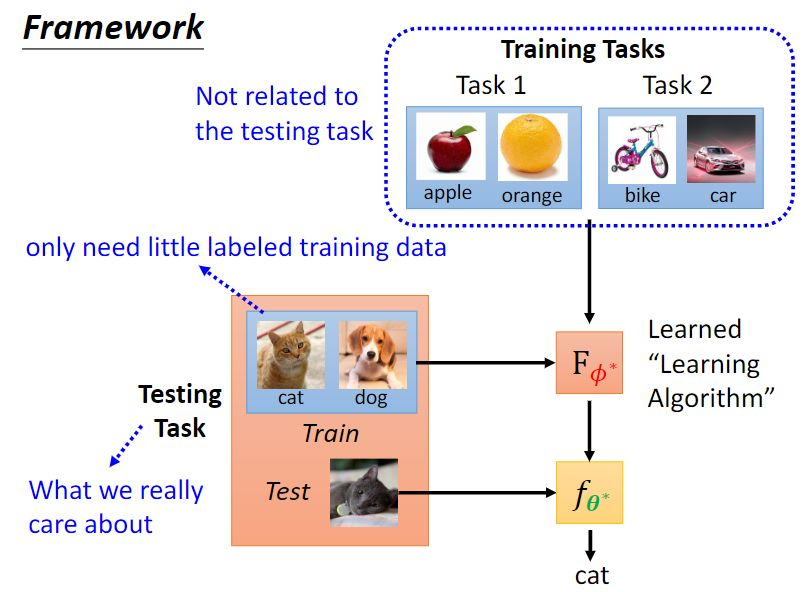 Framework
Training Tasks
Task 1
Task 2
Not related to
the testing task
apple
orange
bike
car
only need little labeled training data
cat
dog
Train
Testing
Task
Test
What we really
care about
F𝜙*
Learned
“Learning
Algorithm”
f𝜽*
cat